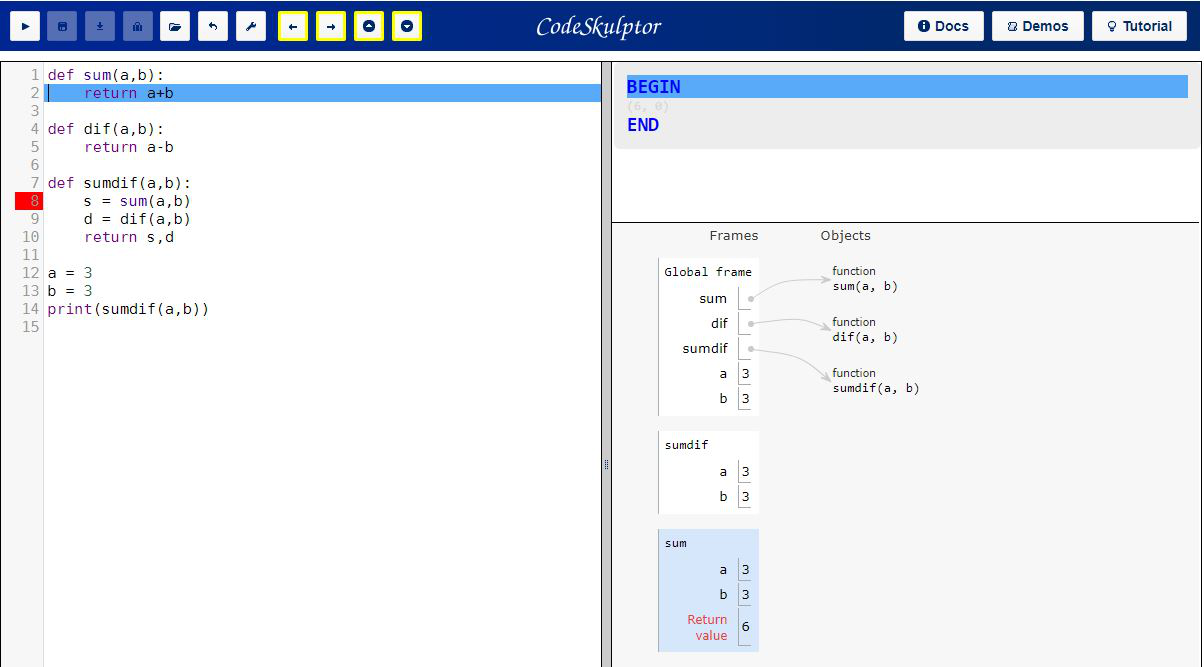 CodeSkulptor
Docs
Demos
Tutorial
1 def sum(a,b):
2     return a+b
3
4 def dif(a,b):
5     return a-b
6
7 def sumdif(a,b):
8     s = sum(a,b)
9     d = dif(a,b)
10     return s,d
11
12 a = 3
13 b = 3
14 print(sumdif(a,b))
15
BEGIN
(6, 0)
END
Frames Objects
Global frame
sum
dif
sumdif
a 3
b 3
function
sum(a, b)
function
dif(a, b)
function
sumdif(a, b)
sumdif
a 3
b 3
sum
a 3
b 3
Return
value 6